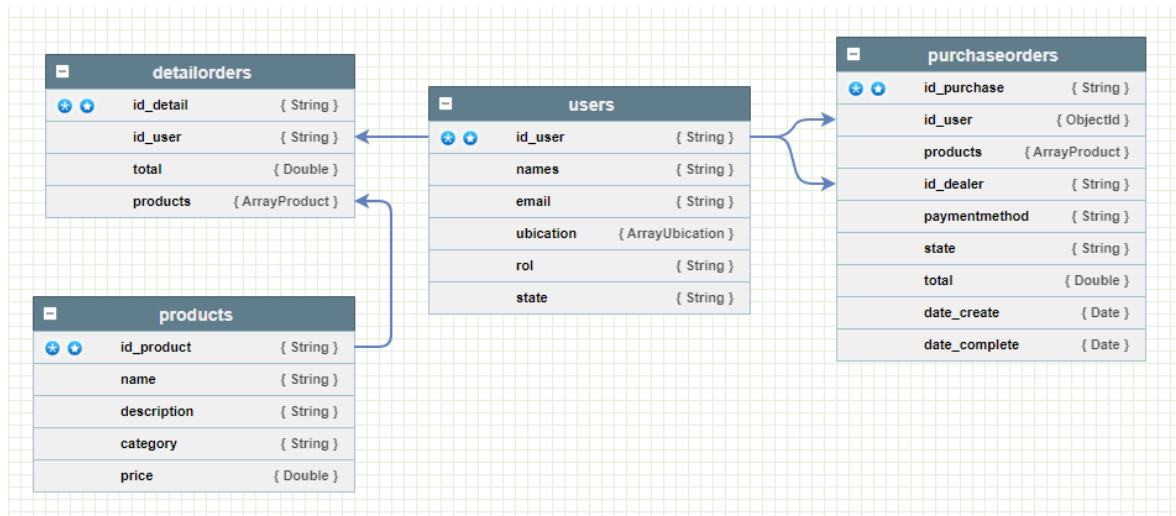 detailorders
id_detail { String }
id_user { String }
total { Double }
products { ArrayProduct }
products
id_product { String }
name { String }
description { String }
category { String }
price { Double }
users
id_user { String }
names { String }
email { String }
ubication { ArrayUbication }
rol { String }
state { String }
purchaseorders
id_purchase { String }
id_user { ObjectId }
products { ArrayProduct }
id_dealer { String }
paymentmethod { String }
state { String }
total { Double }
date_create { Date }
date_complete { Date }